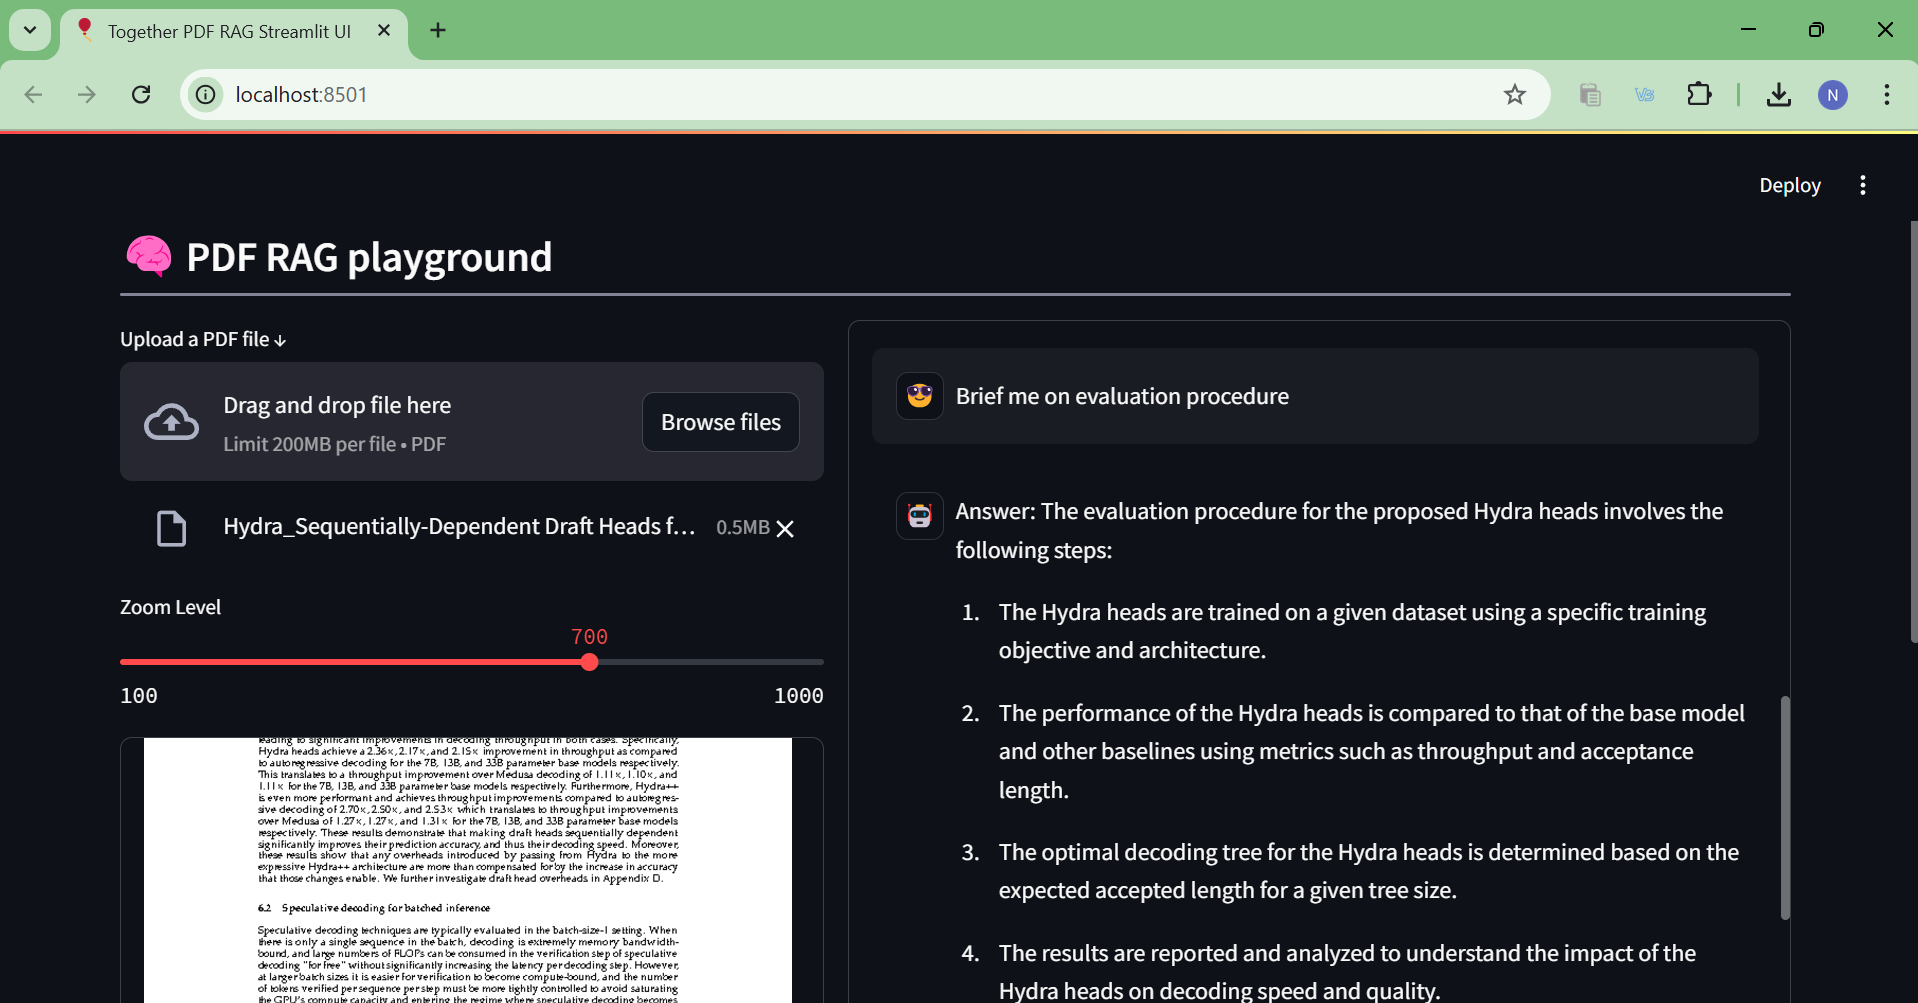 Together PDF RAG Streamlit UI
localhost:8501
N
Deploy
PDF RAG playground
Upload a PDF file ↓
Drag and drop file here
Limit 200MB per file • PDF
Browse files
Hydra_Sequentially-Dependent Draft Heads f... 0.5MB
Zoom Level
700
100 1000
leading to significant improvements in decoding throughput in both cases. Specifically,
Hydra heads achieve a 2.36×, 2.17×, and 2.15× improvement in throughput as compared
to autoregressive decoding for the 7B, 13B, and 33B parameter base models respectively.
This translates to a throughput improvement over Medusa decoding of 1.11×, 1.10×, and
1.11× for the 7B, 13B, and 33B parameter base models respectively. Furthermore, Hydra++
is even more performant and achieves throughput improvements compared to autoregres-
sive decoding of 2.70×, 2.50×, and 2.53× which translates to throughput improvements
over Medusa of 1.27×, 1.27×, and 1.31× for the 7B, 13B, and 33B parameter base models
respectively. These results demonstrate that making draft heads sequentially dependent
significantly improves their prediction accuracy, and thus their decoding speed. Moreover,
these results show that any overheads introduced by passing from Hydra to the more
expressive Hydra++ architecture are more than compensated for by the increase in accuracy
that those changes enable. We further investigate draft head overheads in Appendix D.
6.2 Speculative decoding for batched inference
Speculative decoding techniques are typically evaluated in the batch-size-1 setting. When
there is only a single sequence in the batch, decoding is extremely memory bandwidth-
bound, and large numbers of FLOPs can be consumed in the verification step of speculative
decoding "for free" without significantly increasing the latency per decoding step. However,
at larger batch sizes it is easier for verification to become compute-bound, and the number
of tokens verified per sequence per step must be more tightly controlled to avoid saturating
the GPU's compute capacity and entering the regime where speculative decoding becomes
Brief me on evaluation procedure
Answer: The evaluation procedure for the proposed Hydra heads involves the
following steps:
1. The Hydra heads are trained on a given dataset using a specific training
objective and architecture.
2. The performance of the Hydra heads is compared to that of the base model
and other baselines using metrics such as throughput and acceptance
length.
3. The optimal decoding tree for the Hydra heads is determined based on the
expected accepted length for a given tree size.
4. The results are reported and analyzed to understand the impact of the
Hydra heads on decoding speed and quality.